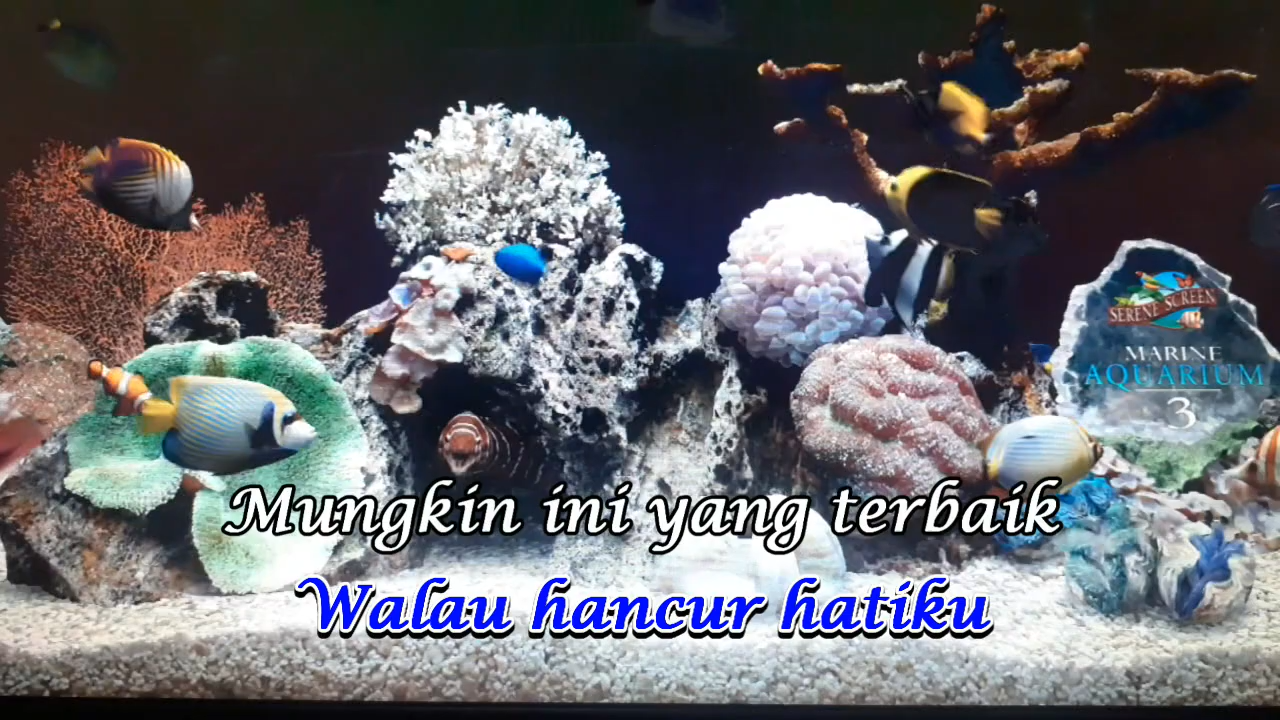 SERENE SCREEN
MARINE
AQUARIUM
3
Mungkin ini yang terbaik
Walau hancur hatiku